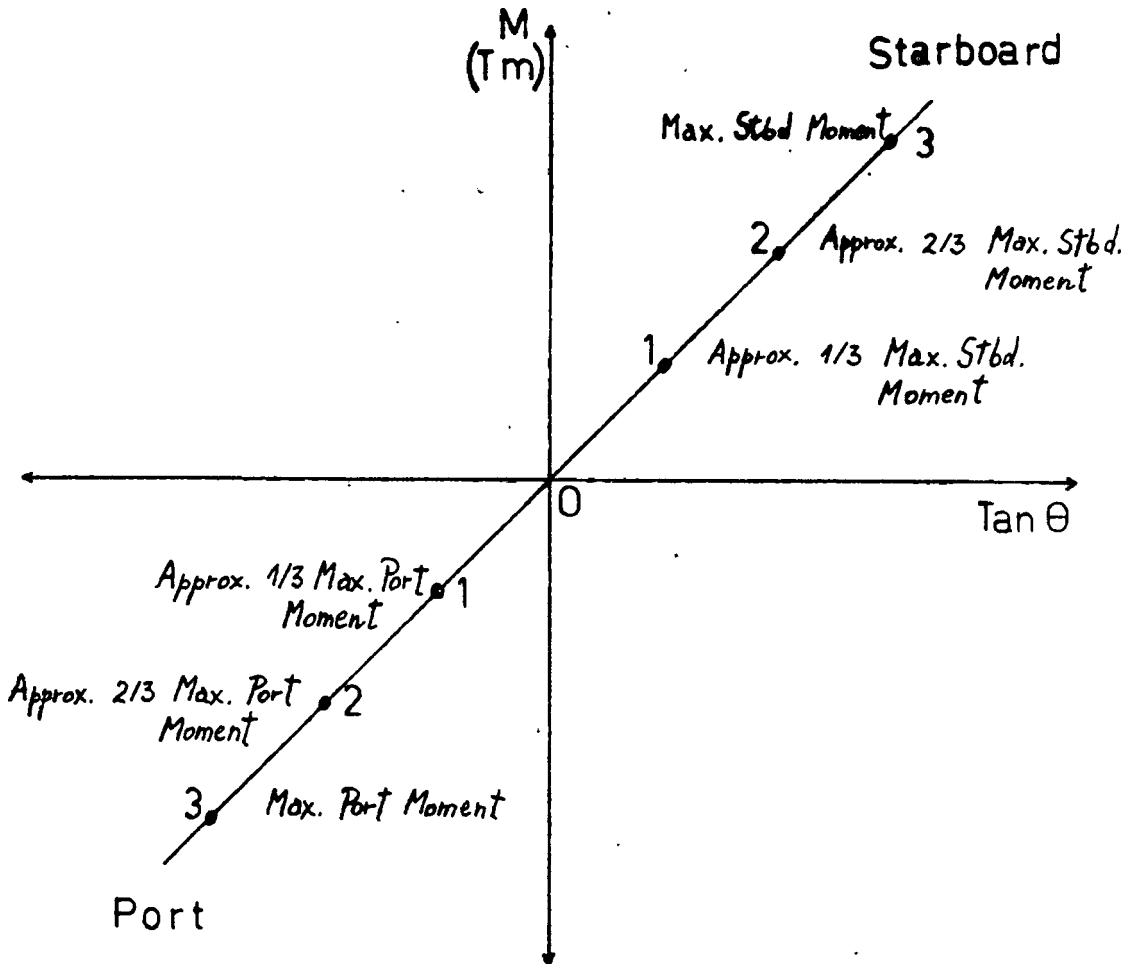 M
(Tm)
Starboard
Max. Stbd Moment
3
2
Approx. 2/3 Max. Stbd.
Moment
1
Approx. 1/3 Max. Stbd.
Moment
0
Tan θ
Approx. 1/3 Max. Port
Moment
1
Approx. 2/3 Max. Port
Moment
2
3
Max. Port Moment
Port